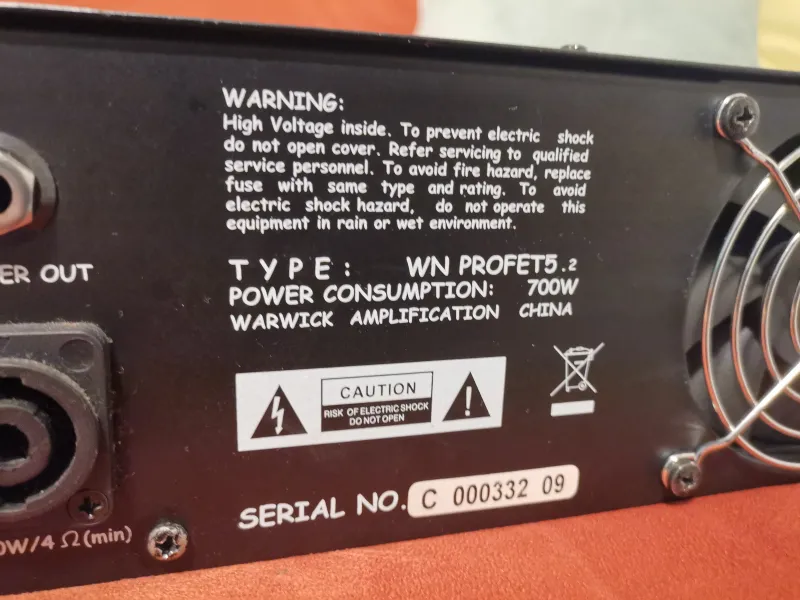 WARNING:
High Voltage inside. To prevent electric shock
do not open cover. Refer servicing to qualified
service personnel. To avoid fire hazard, replace
fuse with same type and rating. To avoid
electric shock hazard, do not operate this
equipment in rain or wet environment.
ER OUT
TYPE: WN PROFET5.2
POWER CONSUMPTION: 700W
WARWICK AMPLIFICATION CHINA
CAUTION
RISK OF ELECTRIC SHOCK
DO NOT OPEN
SERIAL NO. C 000332 09
0W/4 Ω(min)